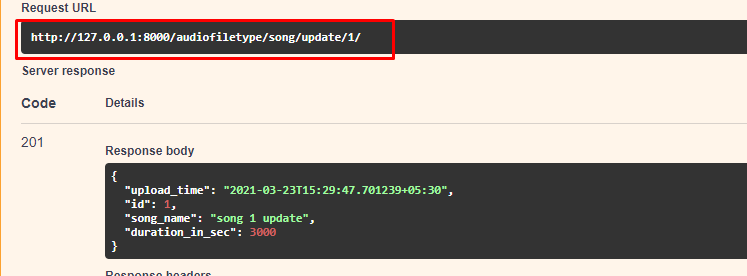 Request URL
http://127.0.0.1:8000/audiofiletype/song/update/1/
Server response
Code Details
201
Response body
{
"upload_time": "2021-03-23T15:29:47.701239+05:30",
"id": 1,
"song_name": "song 1 update",
"duration_in_sec": 3000
}
Response headers